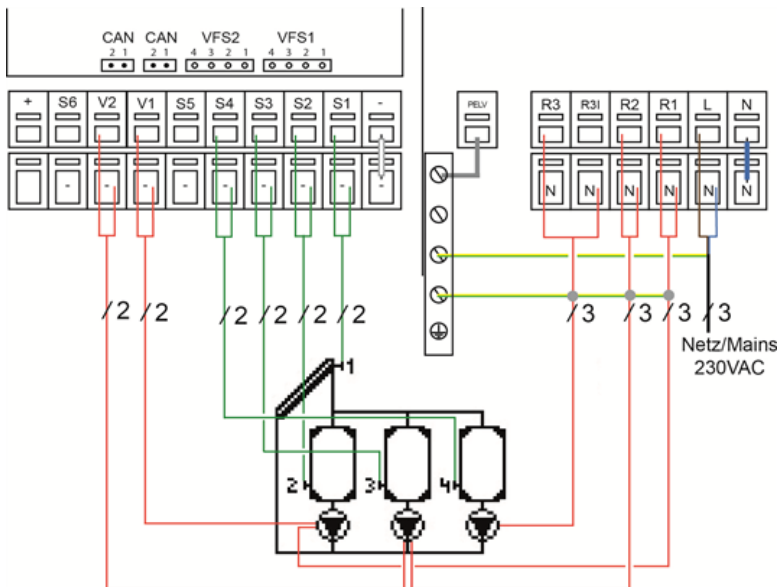 CAN CAN VFS2 VFS1
2 1 2 1 4 3 2 1 4 3 2 1
+ S6 V2 V1 S5 S4 S3 S2 S1 -
- - - - - - - -
PELV
R3 R3I R2 R1 L N
N N N N N N
/2 /2 /2 /2 /2 /2
/3 /3 /3 /3
Netz/Mains
230VAC
1
2 3 4